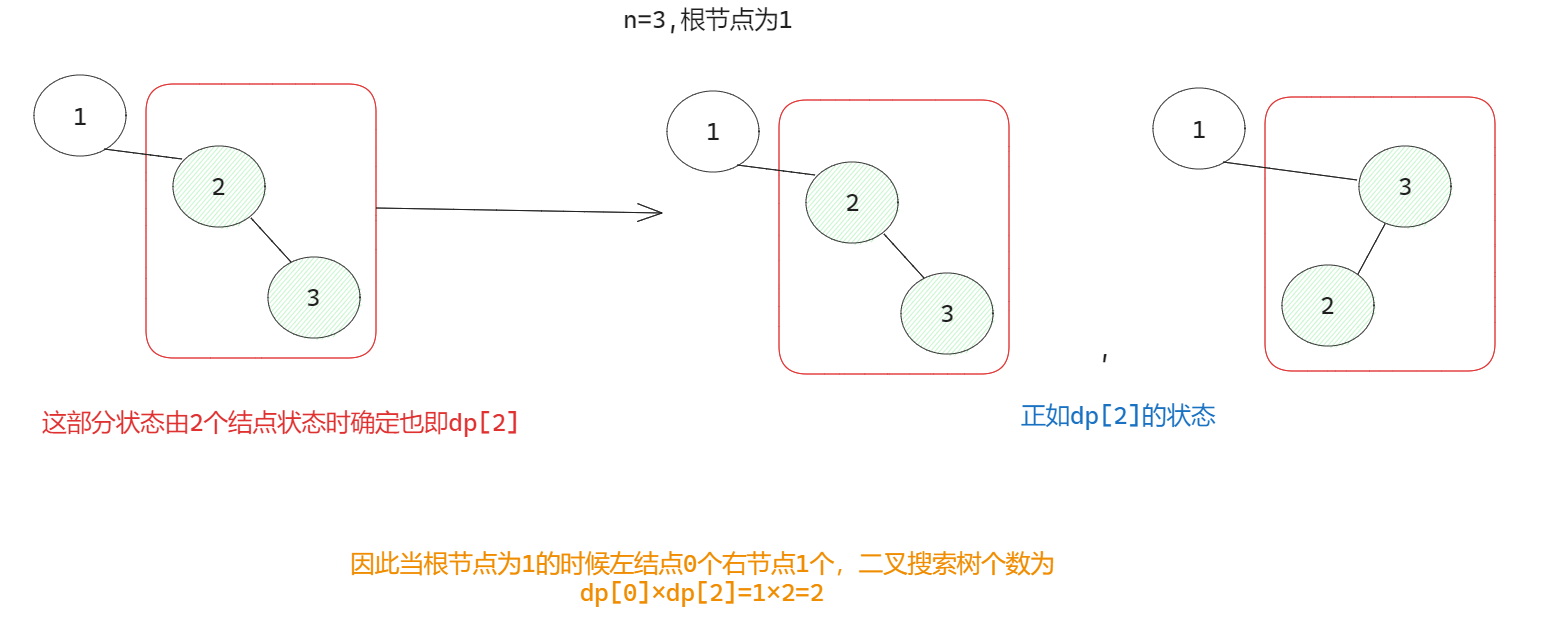 n=3,根节点为1
1
2
3
1
2
3
1
3
2
,
这部分状态由2个结点状态时确定也即dp[2]
正如dp[2]的状态
因此当根节点为1的时候左结点0个右节点1个，二叉搜索树个数为
dp[0]×dp[2]=1×2=2